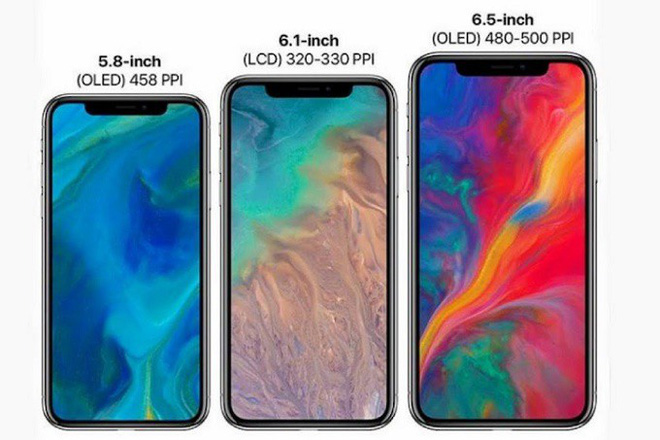 5.8-inch
(OLED) 458 PPI
6.1-inch
(LCD) 320-330 PPI
6.5-inch
(OLED) 480-500 PPI